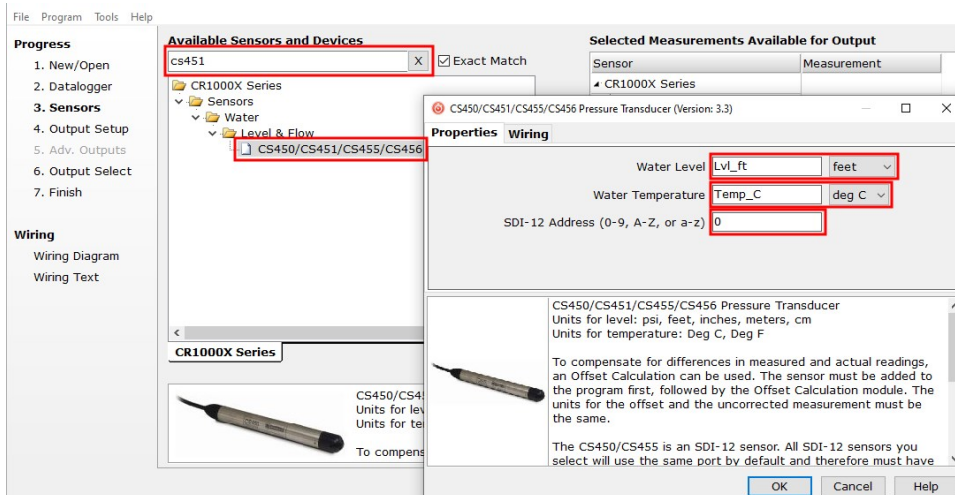 File Program Tools Help
Progress
1. New/Open
2. Datalogger
3. Sensors
4. Output Setup
5. Adv. Outputs
6. Output Select
7. Finish
Wiring
Wiring Diagram
Wiring Text
Available Sensors and Devices
cs451 X Exact Match
CR1000X Series
Sensors
Water
Level & Flow
CS450/CS451/CS455/CS456
CR1000X Series
CS450/CS4
Units for lev
Units for te
To compens
Selected Measurements Available for Output
Sensor Measurement
CR1000X Series
CS450/CS451/CS455/CS456 Pressure Transducer (Version: 3.3)
Properties Wiring
Water Level Lvl_ft feet
Water Temperature Temp_C deg C
SDI-12 Address (0-9, A-Z, or a-z) 0
CS450/CS451/CS455/CS456 Pressure Transducer
Units for level: psi, feet, inches, meters, cm
Units for temperature: Deg C, Deg F
To compensate for differences in measured and actual readings,
an Offset Calculation can be used. The sensor must be added to
the program first, followed by the Offset Calculation module. The
units for the offset and the uncorrected measurement must be
the same.
The CS450/CS455 is an SDI-12 sensor. All SDI-12 sensors you
select will use the same port by default and therefore must have
OK Cancel Help